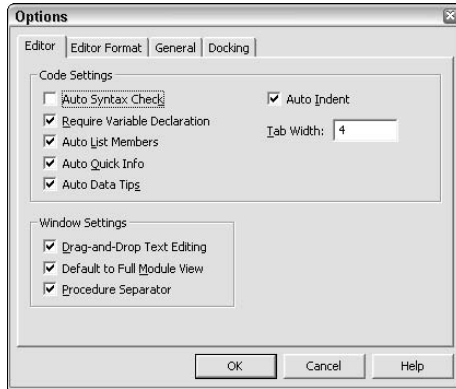 Options
Editor Editor Format General Docking
Code Settings
Auto Syntax Check
Auto Indent
Require Variable Declaration
Tab Width: 4
Auto List Members
Auto Quick Info
Auto Data Tips
Window Settings
Drag-and-Drop Text Editing
Default to Full Module View
Procedure Separator
OK Cancel Help